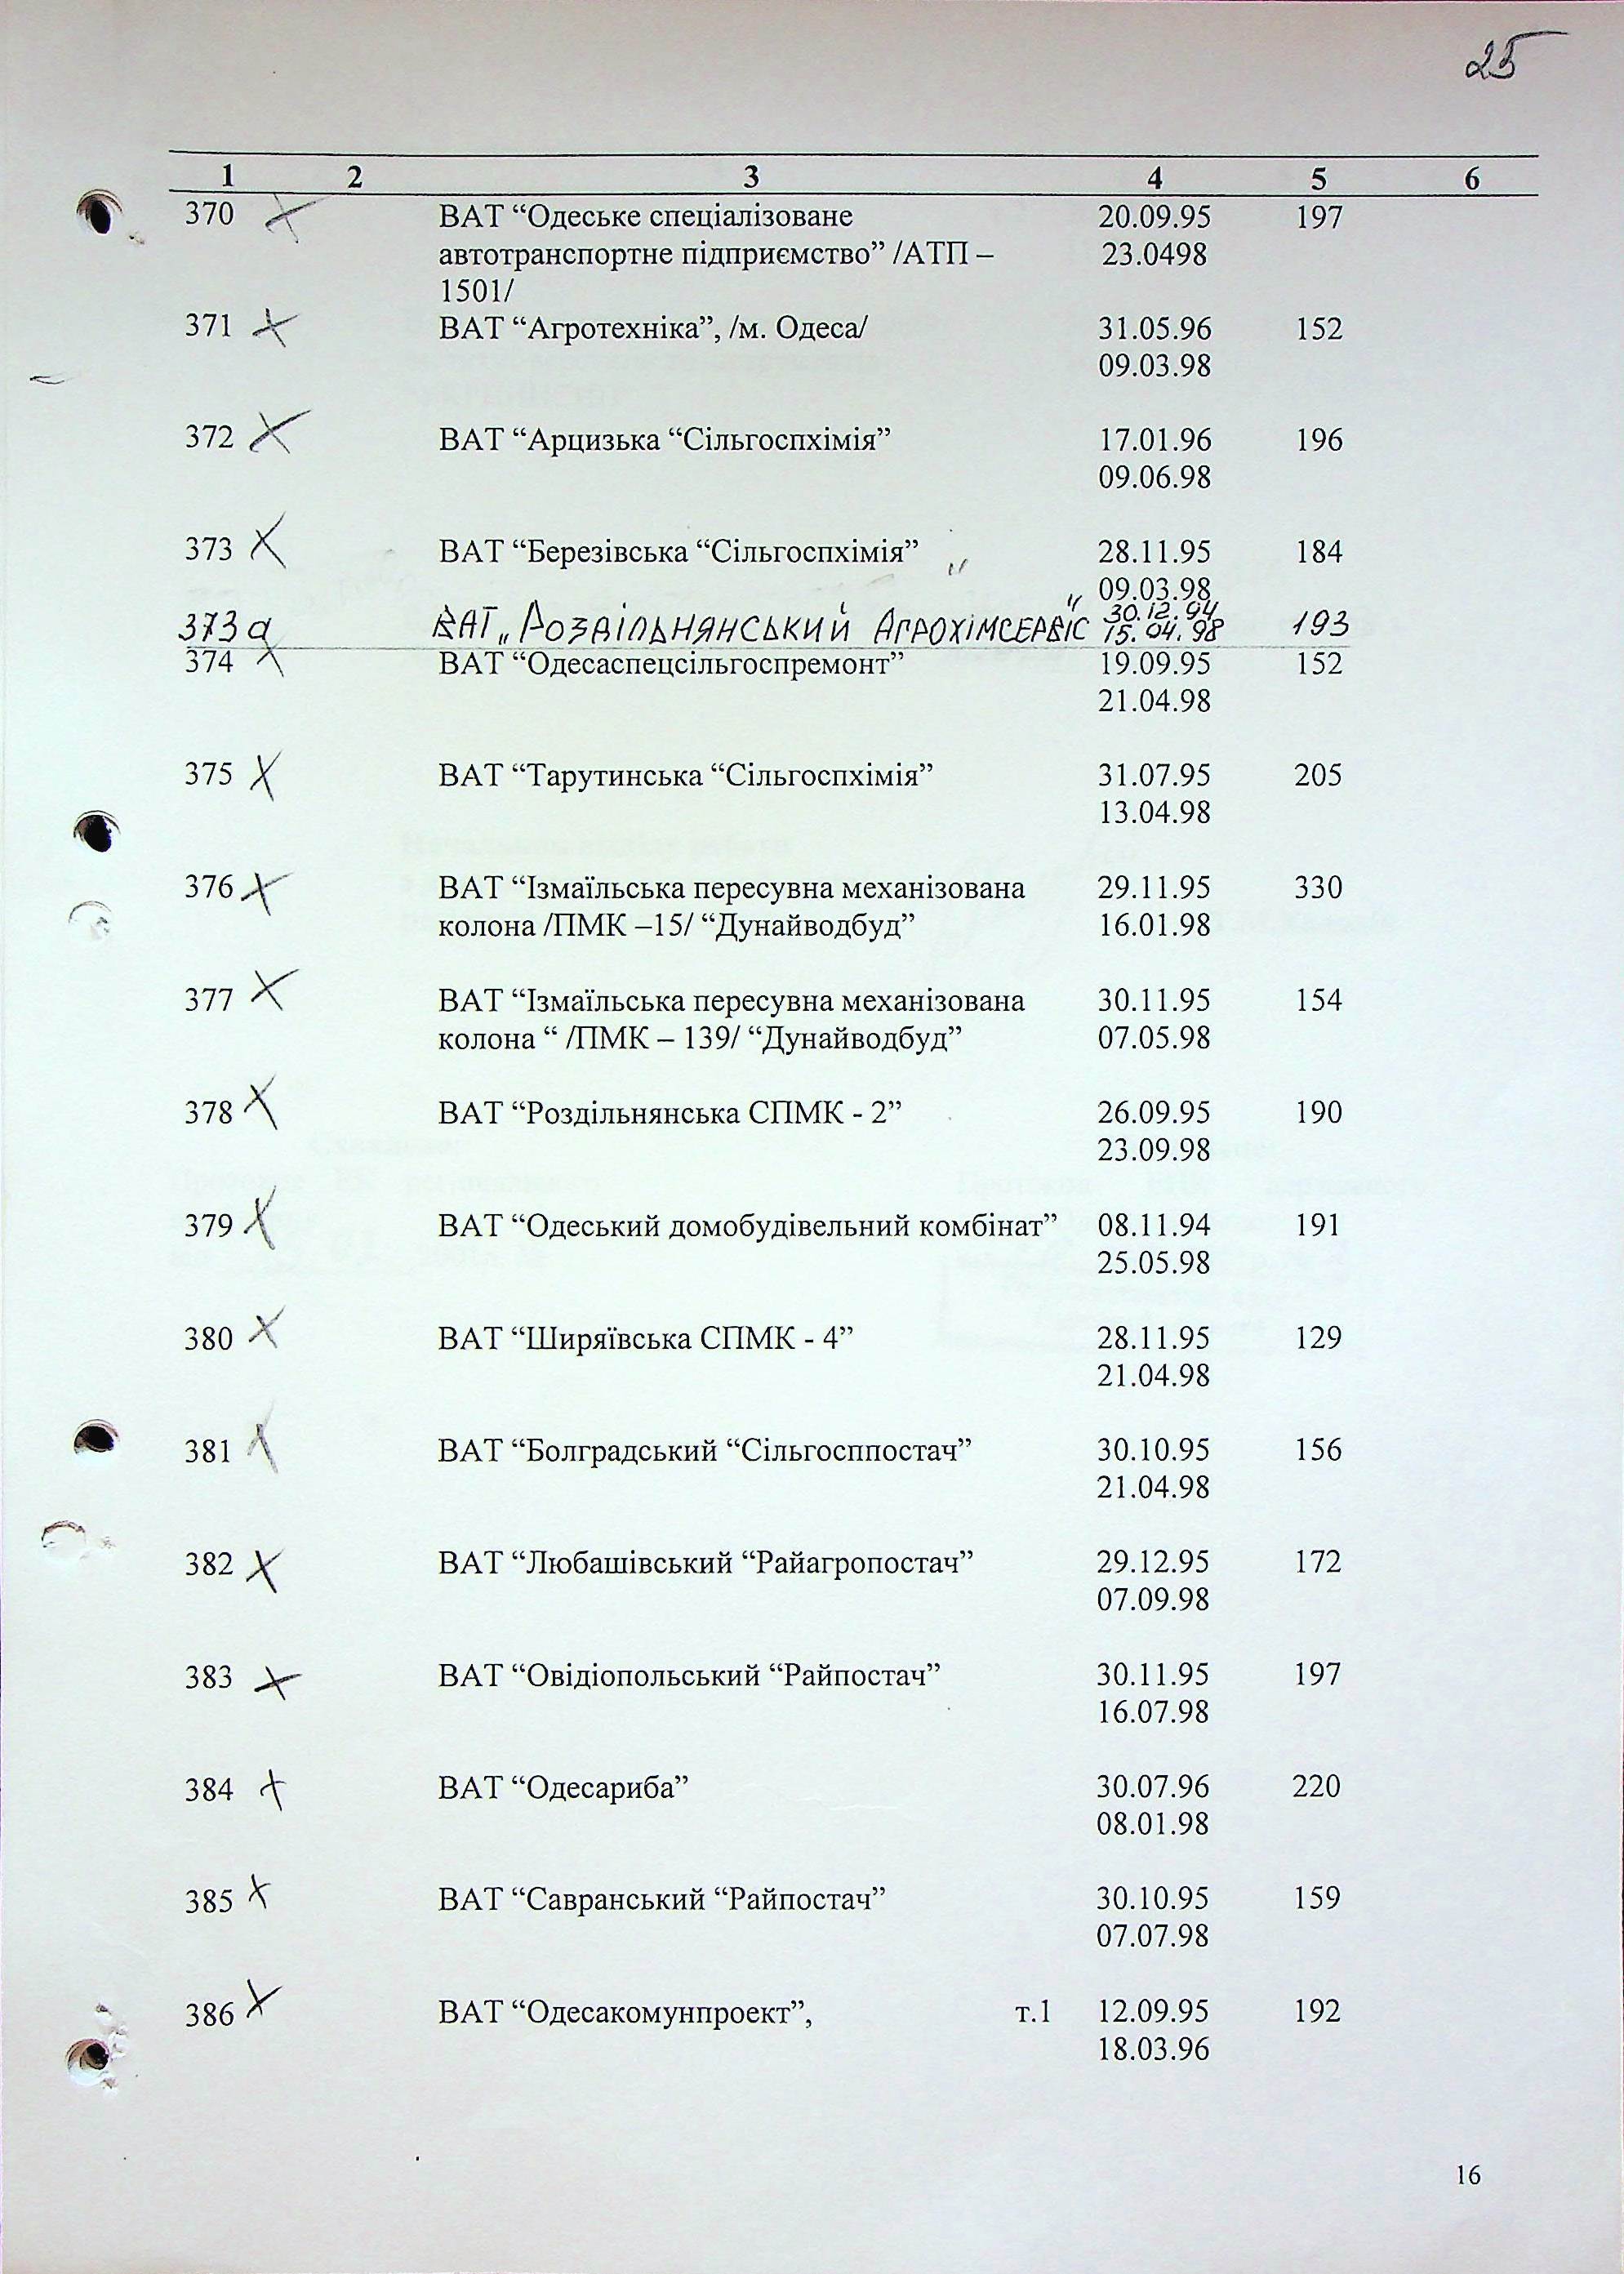 25
1 2 3 4 5 6
370 ВАТ “Одеське спеціалізоване 20.09.95 197
автотранспортне підприємство” /АТП – 23.0498
1501/
371 ВАТ “Агротехніка”, /м. Одеса/ 31.05.96 152
09.03.98
372 ВАТ “Арцизька “Сільгоспхімія” 17.01.96 196
09.06.98
373 ВАТ “Березівська “Сільгоспхімія” 28.11.95 184
09.03.98
373а ВАТ „Роздільнянський Агрохімсервіс" 30.12.94 193
15.04.98
374 ВАТ “Одесаспецсільгоспремонт” 19.09.95 152
21.04.98
375 ВАТ “Тарутинська “Сільгоспхімія” 31.07.95 205
13.04.98
376 ВАТ “Ізмаїльська пересувна механізована 29.11.95 330
колона /ПМК –15/ “Дунайводбуд” 16.01.98
377 ВАТ “Ізмаїльська пересувна механізована 30.11.95 154
колона “ /ПМК – 139/ “Дунайводбуд” 07.05.98
378 ВАТ “Роздільнянська СПМК - 2” 26.09.95 190
23.09.98
379 ВАТ “Одеський домобудівельний комбінат” 08.11.94 191
25.05.98
380 ВАТ “Ширяївська СПМК - 4” 28.11.95 129
21.04.98
381 ВАТ “Болградський “Сільгосппостач” 30.10.95 156
21.04.98
382 ВАТ “Любашівський “Райагропостач” 29.12.95 172
07.09.98
383 ВАТ “Овідіопольський “Райпостач” 30.11.95 197
16.07.98
384 ВАТ “Одесариба” 30.07.96 220
08.01.98
385 ВАТ “Савранський “Райпостач” 30.10.95 159
07.07.98
386 ВАТ “Одесакомунпроект”, т.1 12.09.95 192
18.03.96
16